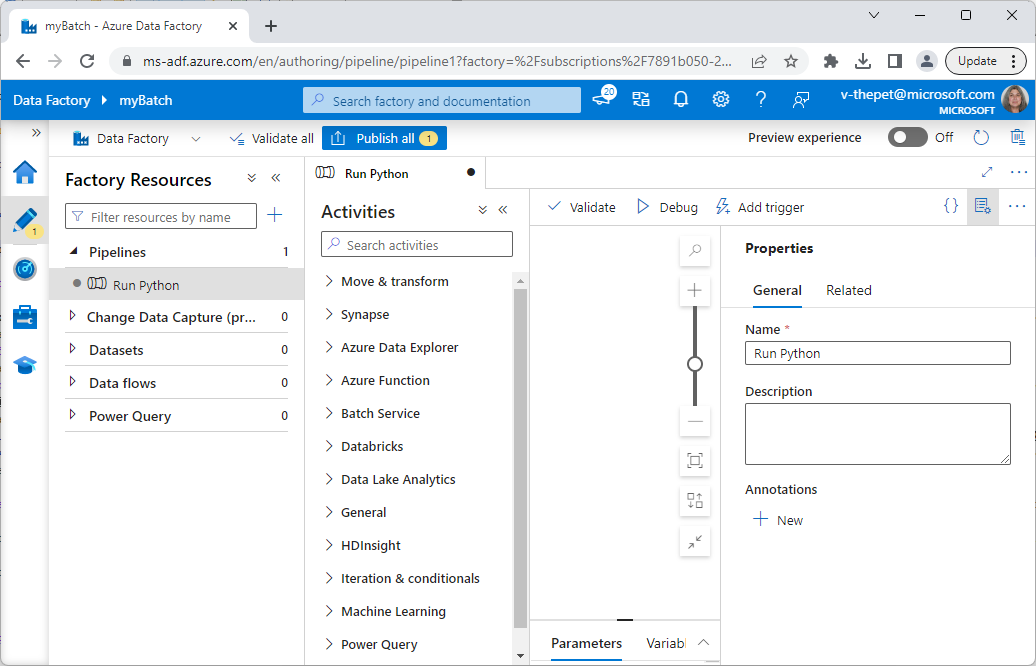 myBatch - Azure Data Factory
ms-adf.azure.com/en/authoring/pipeline/pipeline1?factory=%2Fsubscriptions%2F7891b050-2...
Update
Data Factory
myBatch
Search factory and documentation
20
v-thepet@microsoft.com
MICROSOFT
Data Factory
Validate all
Publish all
1
Preview experience
Off
1
Factory Resources
Filter resources by name
Pipelines
1
Run Python
Change Data Capture (pr...
0
Datasets
0
Data flows
0
Power Query
0
Run Python
Activities
Search activities
Move & transform
Synapse
Azure Data Explorer
Azure Function
Batch Service
Databricks
Data Lake Analytics
General
HDInsight
Iteration & conditionals
Machine Learning
Power Query
Validate
Debug
Add trigger
Parameters
Variabl
Properties
General
Related
Name *
Run Python
Description
Annotations
New